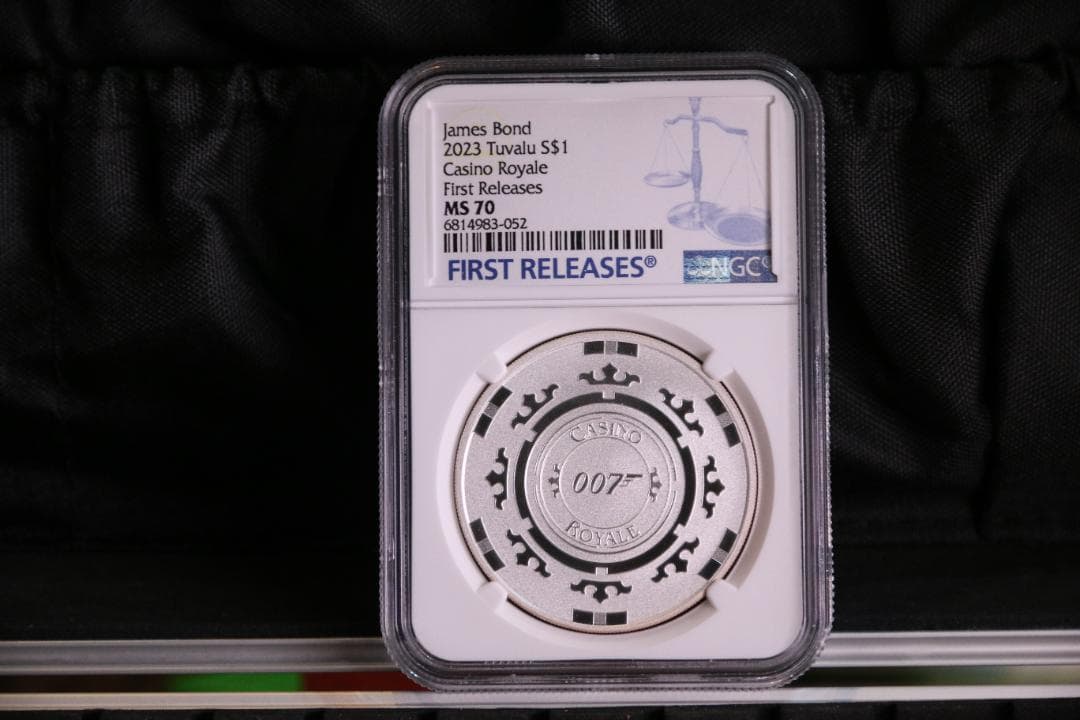 James Bond
2023 Tuvalu S$1
Casino Royale
First Releases
MS 70
6814983-052
FIRST RELEASES®
NGC
CASINO
007
ROYALE